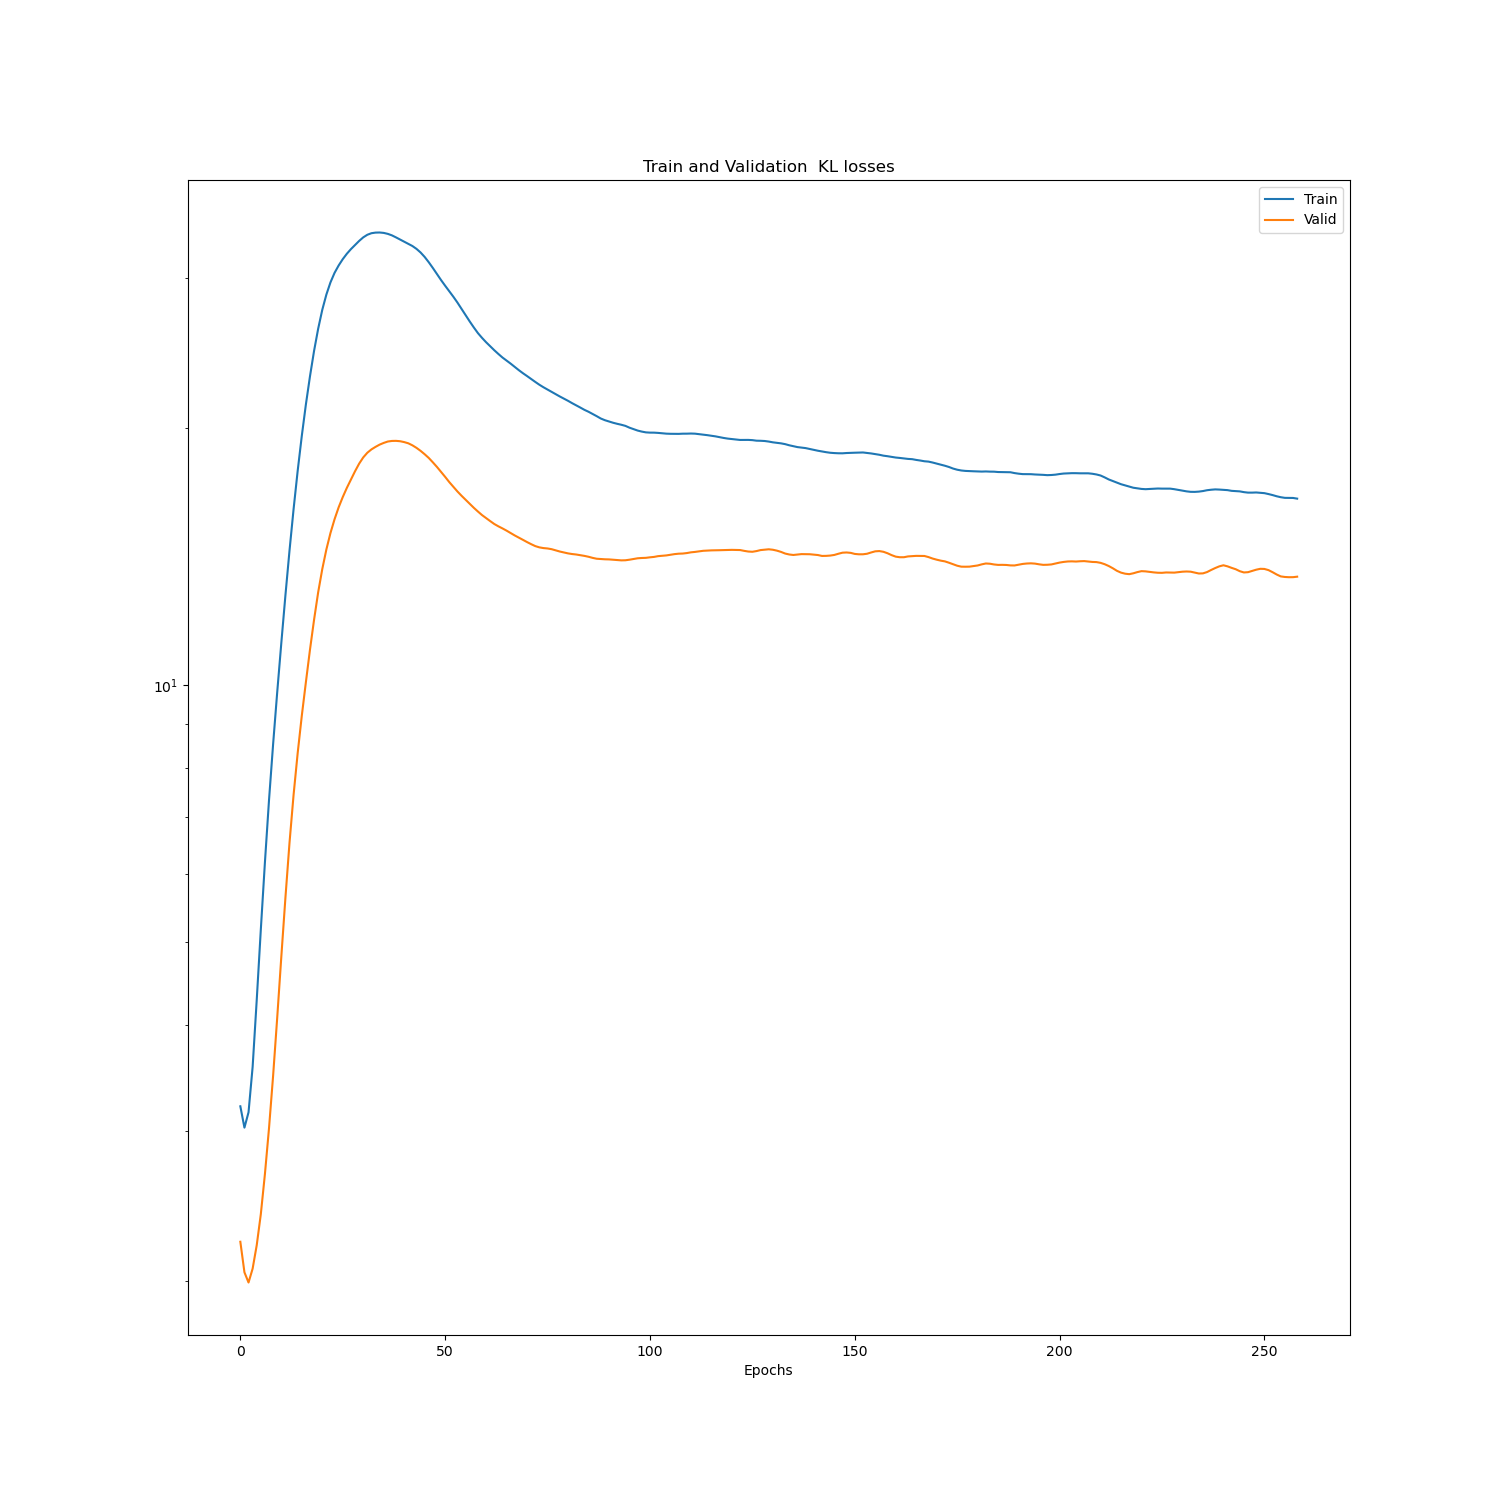 Train and Validation  KL losses
Train
Valid
10¹
0 50 100 150 200 250
Epochs